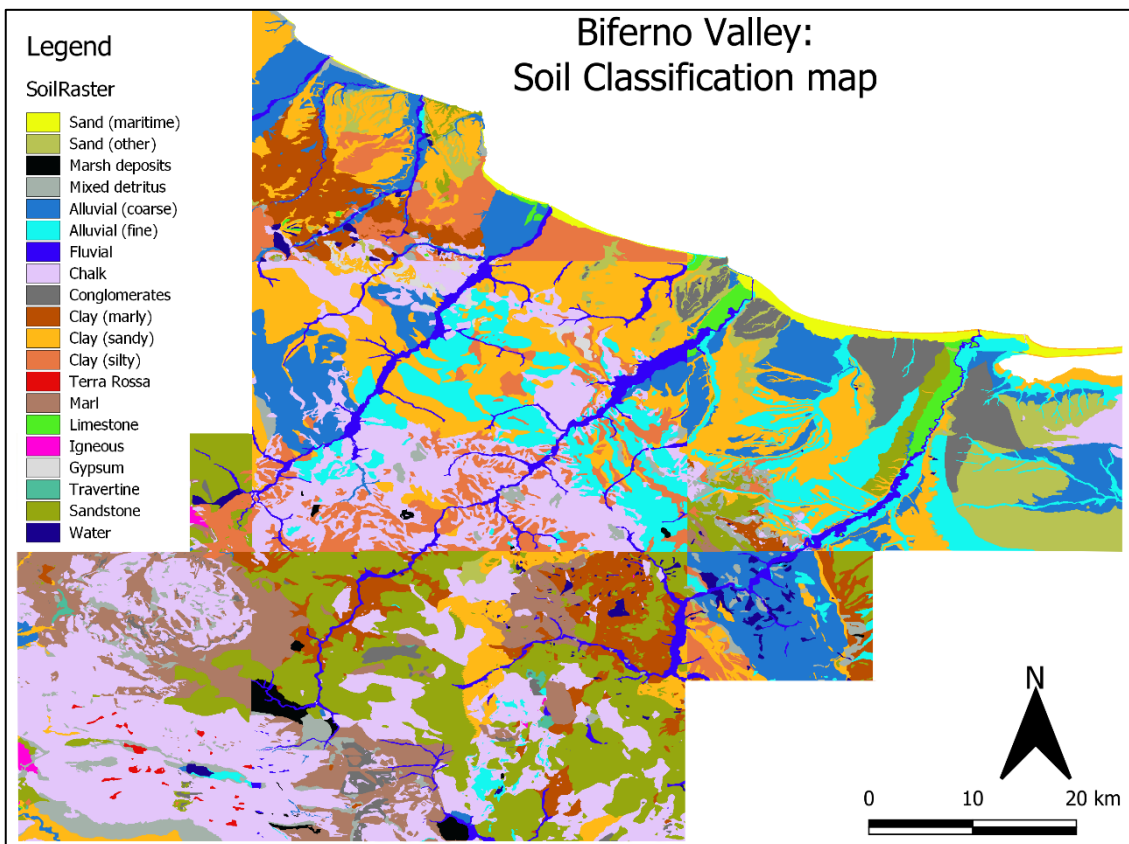 Biferno Valley:
Soil Classification map
Legend
SoilRaster
Sand (maritime)
Sand (other)
Marsh deposits
Mixed detritus
Alluvial (coarse)
Alluvial (fine)
Fluvial
Chalk
Conglomerates
Clay (marly)
Clay (sandy)
Clay (silty)
Terra Rossa
Marl
Limestone
Igneous
Gypsum
Travertine
Sandstone
Water
N
0 10 20 km